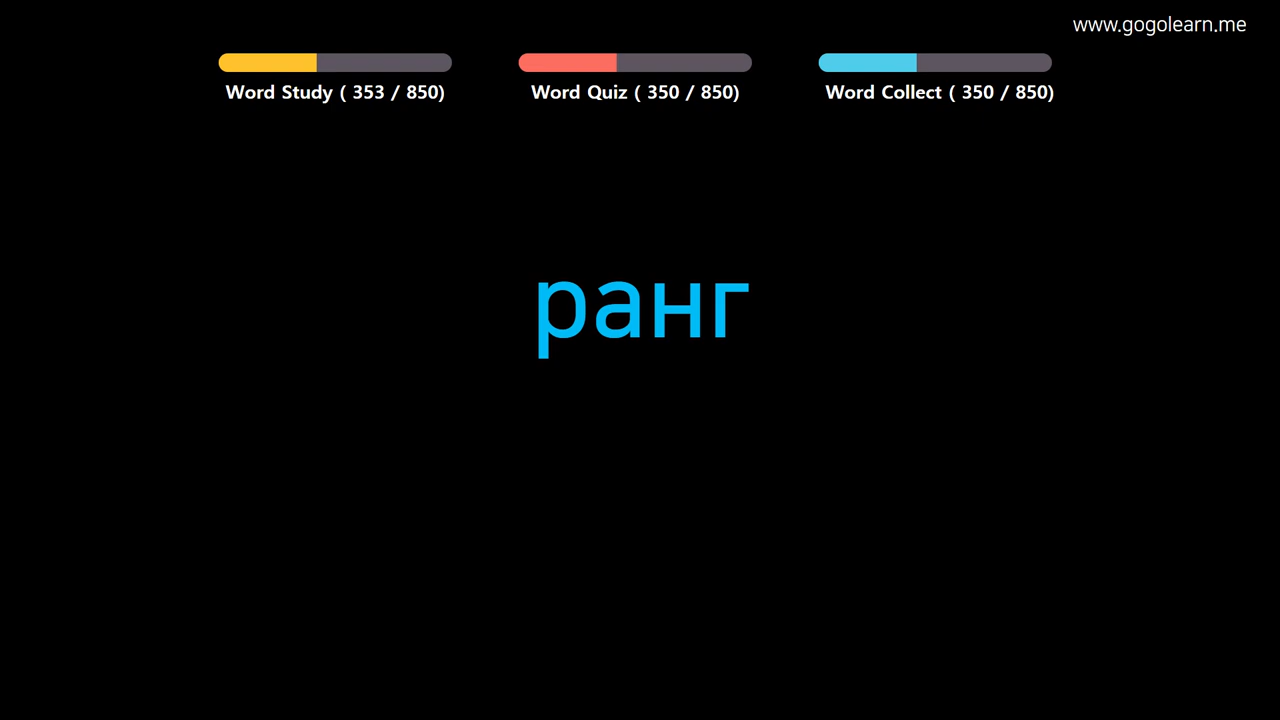 www.gogolearn.me
Word Study ( 353 / 850)
Word Quiz ( 350 / 850)
Word Collect ( 350 / 850)
ранг